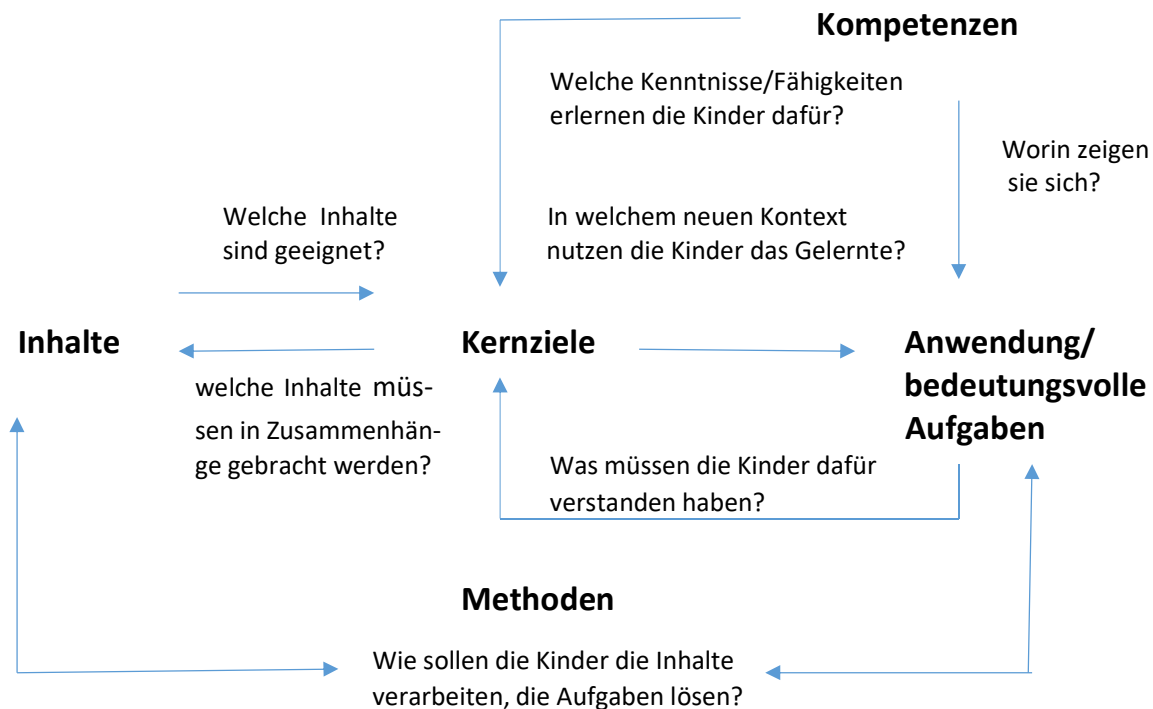 Kompetenzen
Welche Kenntnisse/Fähigkeiten
erlernen die Kinder dafür?
Worin zeigen
sie sich?
Welche Inhalte
sind geeignet?
In welchem neuen Kontext
nutzen die Kinder das Gelernte?
Inhalte
Kernziele
Anwendung/
bedeutungsvolle
Aufgaben
welche Inhalte müs-
sen in Zusammenhän-
ge gebracht werden?
Was müssen die Kinder dafür
verstanden haben?
Methoden
Wie sollen die Kinder die Inhalte
verarbeiten, die Aufgaben lösen?